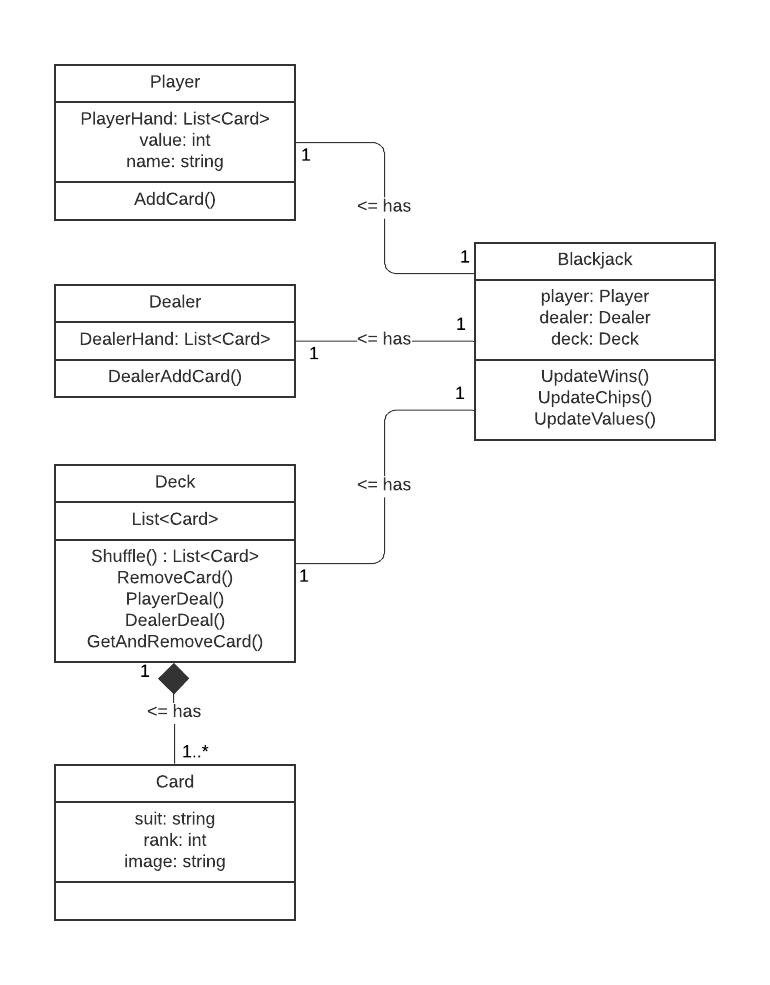 Player
PlayerHand: List<Card>
value: int
name: string
AddCard()
1
<= has
1
Blackjack
player: Player
dealer: Dealer
deck: Deck
UpdateWins()
UpdateChips()
UpdateValues()
Dealer
DealerHand: List<Card>
DealerAddCard()
1
<= has
1
1
<= has
1
Deck
List<Card>
Shuffle() : List<Card>
RemoveCard()
PlayerDeal()
DealerDeal()
GetAndRemoveCard()
1
<= has
1..*
Card
suit: string
rank: int
image: string